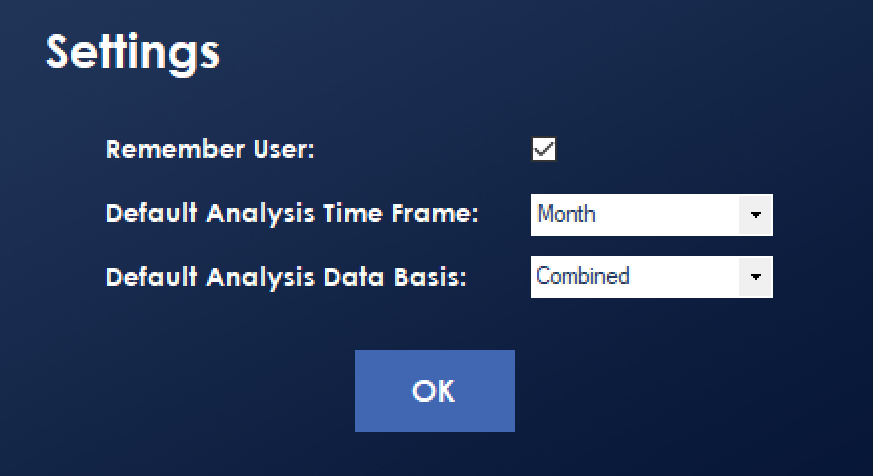 Settings
Remember User:
Default Analysis Time Frame: Month
Default Analysis Data Basis: Combined
OK